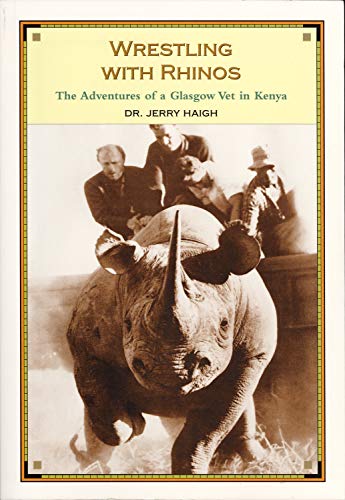 WRESTLING
WITH RHINOS
The Adventures of a Glasgow Vet in Kenya
DR. JERRY HAIGH